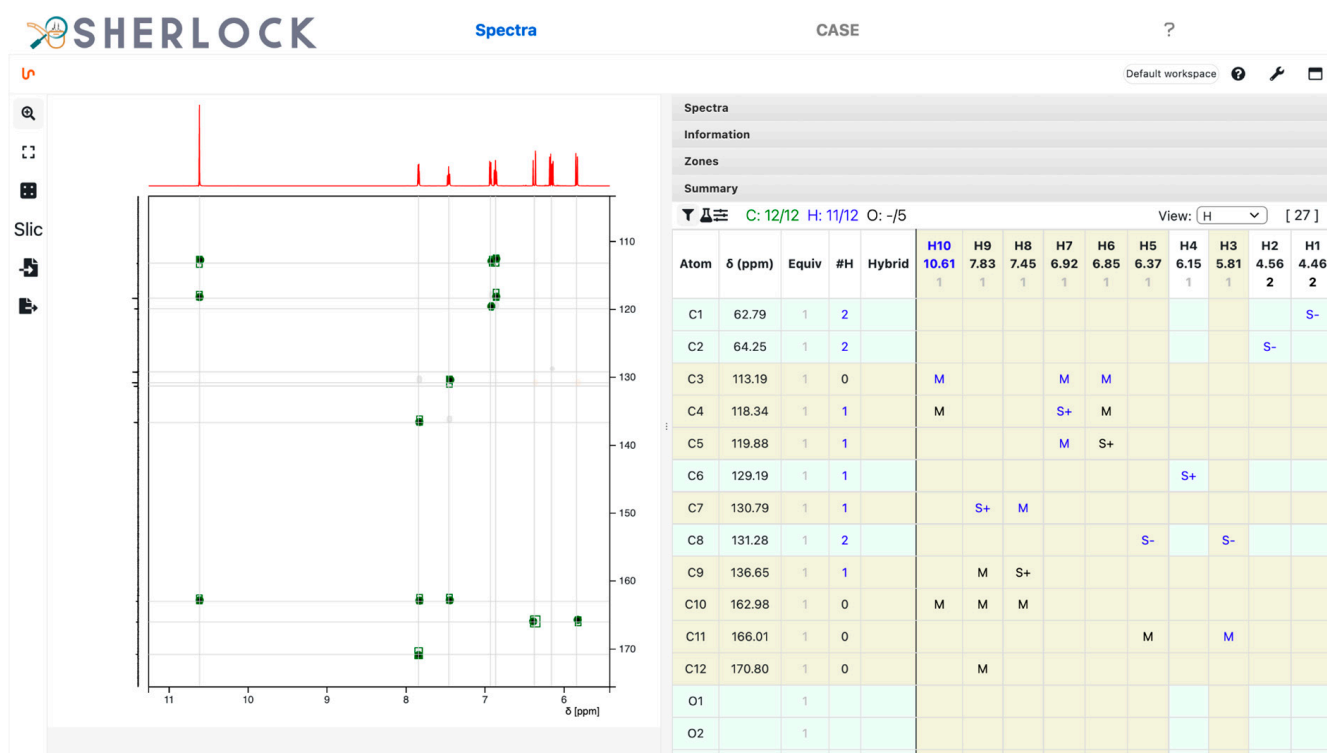 SHERLOCK Spectra CASE ?
Default workspace
Slic
Spectra
Information
Zones
Summary
C: 12/12 H: 11/12 O: -/5 View: H [ 27 ]
Atom δ (ppm) Equiv #H Hybrid H10 10.61 1 H9 7.83 1 H8 7.45 1 H7 6.92 1 H6 6.85 1 H5 6.37 1 H4 6.15 1 H3 5.81 1 H2 4.56 2 H1 4.46 2
C1 62.79 1 2 S-
C2 64.25 1 2 S-
C3 113.19 1 0 M M M
C4 118.34 1 1 M S+ M
C5 119.88 1 1 M S+
C6 129.19 1 1 S+
C7 130.79 1 1 S+ M
C8 131.28 1 2 S- S-
C9 136.65 1 1 M S+
C10 162.98 1 0 M M M
C11 166.01 1 0 M M
C12 170.80 1 0 M
O1 1
O2 1
110
120
130
140
150
160
170
11 10 9 8 7 6
δ [ppm]